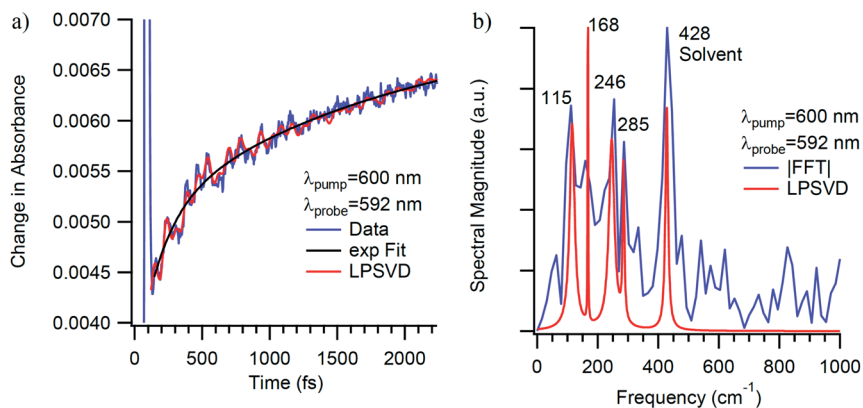 a)
Change in Absorbance
0.0070
0.0065
0.0060
0.0055
0.0050
0.0045
0.0040
λpump=600 nm
λprobe=592 nm
Data
exp Fit
LPSVD
0
500
1000
1500
2000
Time (fs)
b)
Spectral Magnitude (a.u.)
115
168
246
285
428
Solvent
λpump=600 nm
λprobe=592 nm
|FFT|
LPSVD
0
200
400
600
800
1000
Frequency (cm⁻¹)